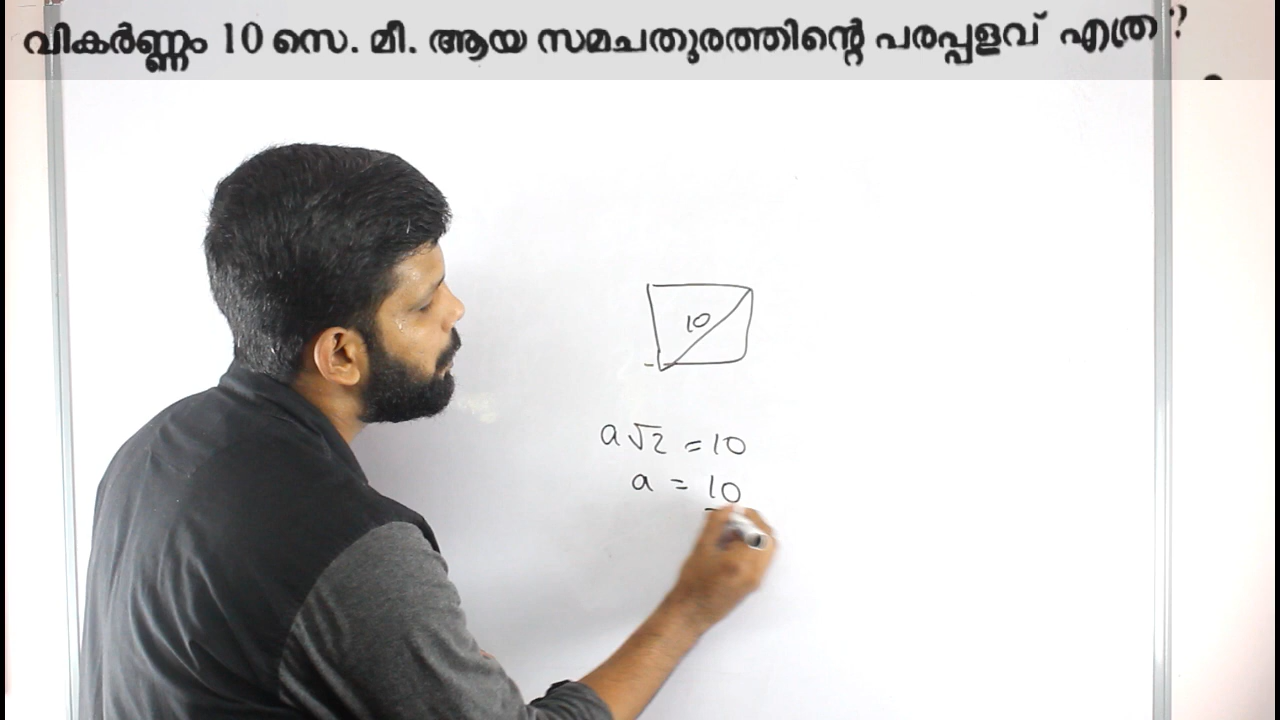 വികർണ്ണം 10 സെ. മീ. ആയ സമചതുരത്തിന്റെ പരപ്പളവ് എത്ര ?
10
a√2 = 10
a = 10